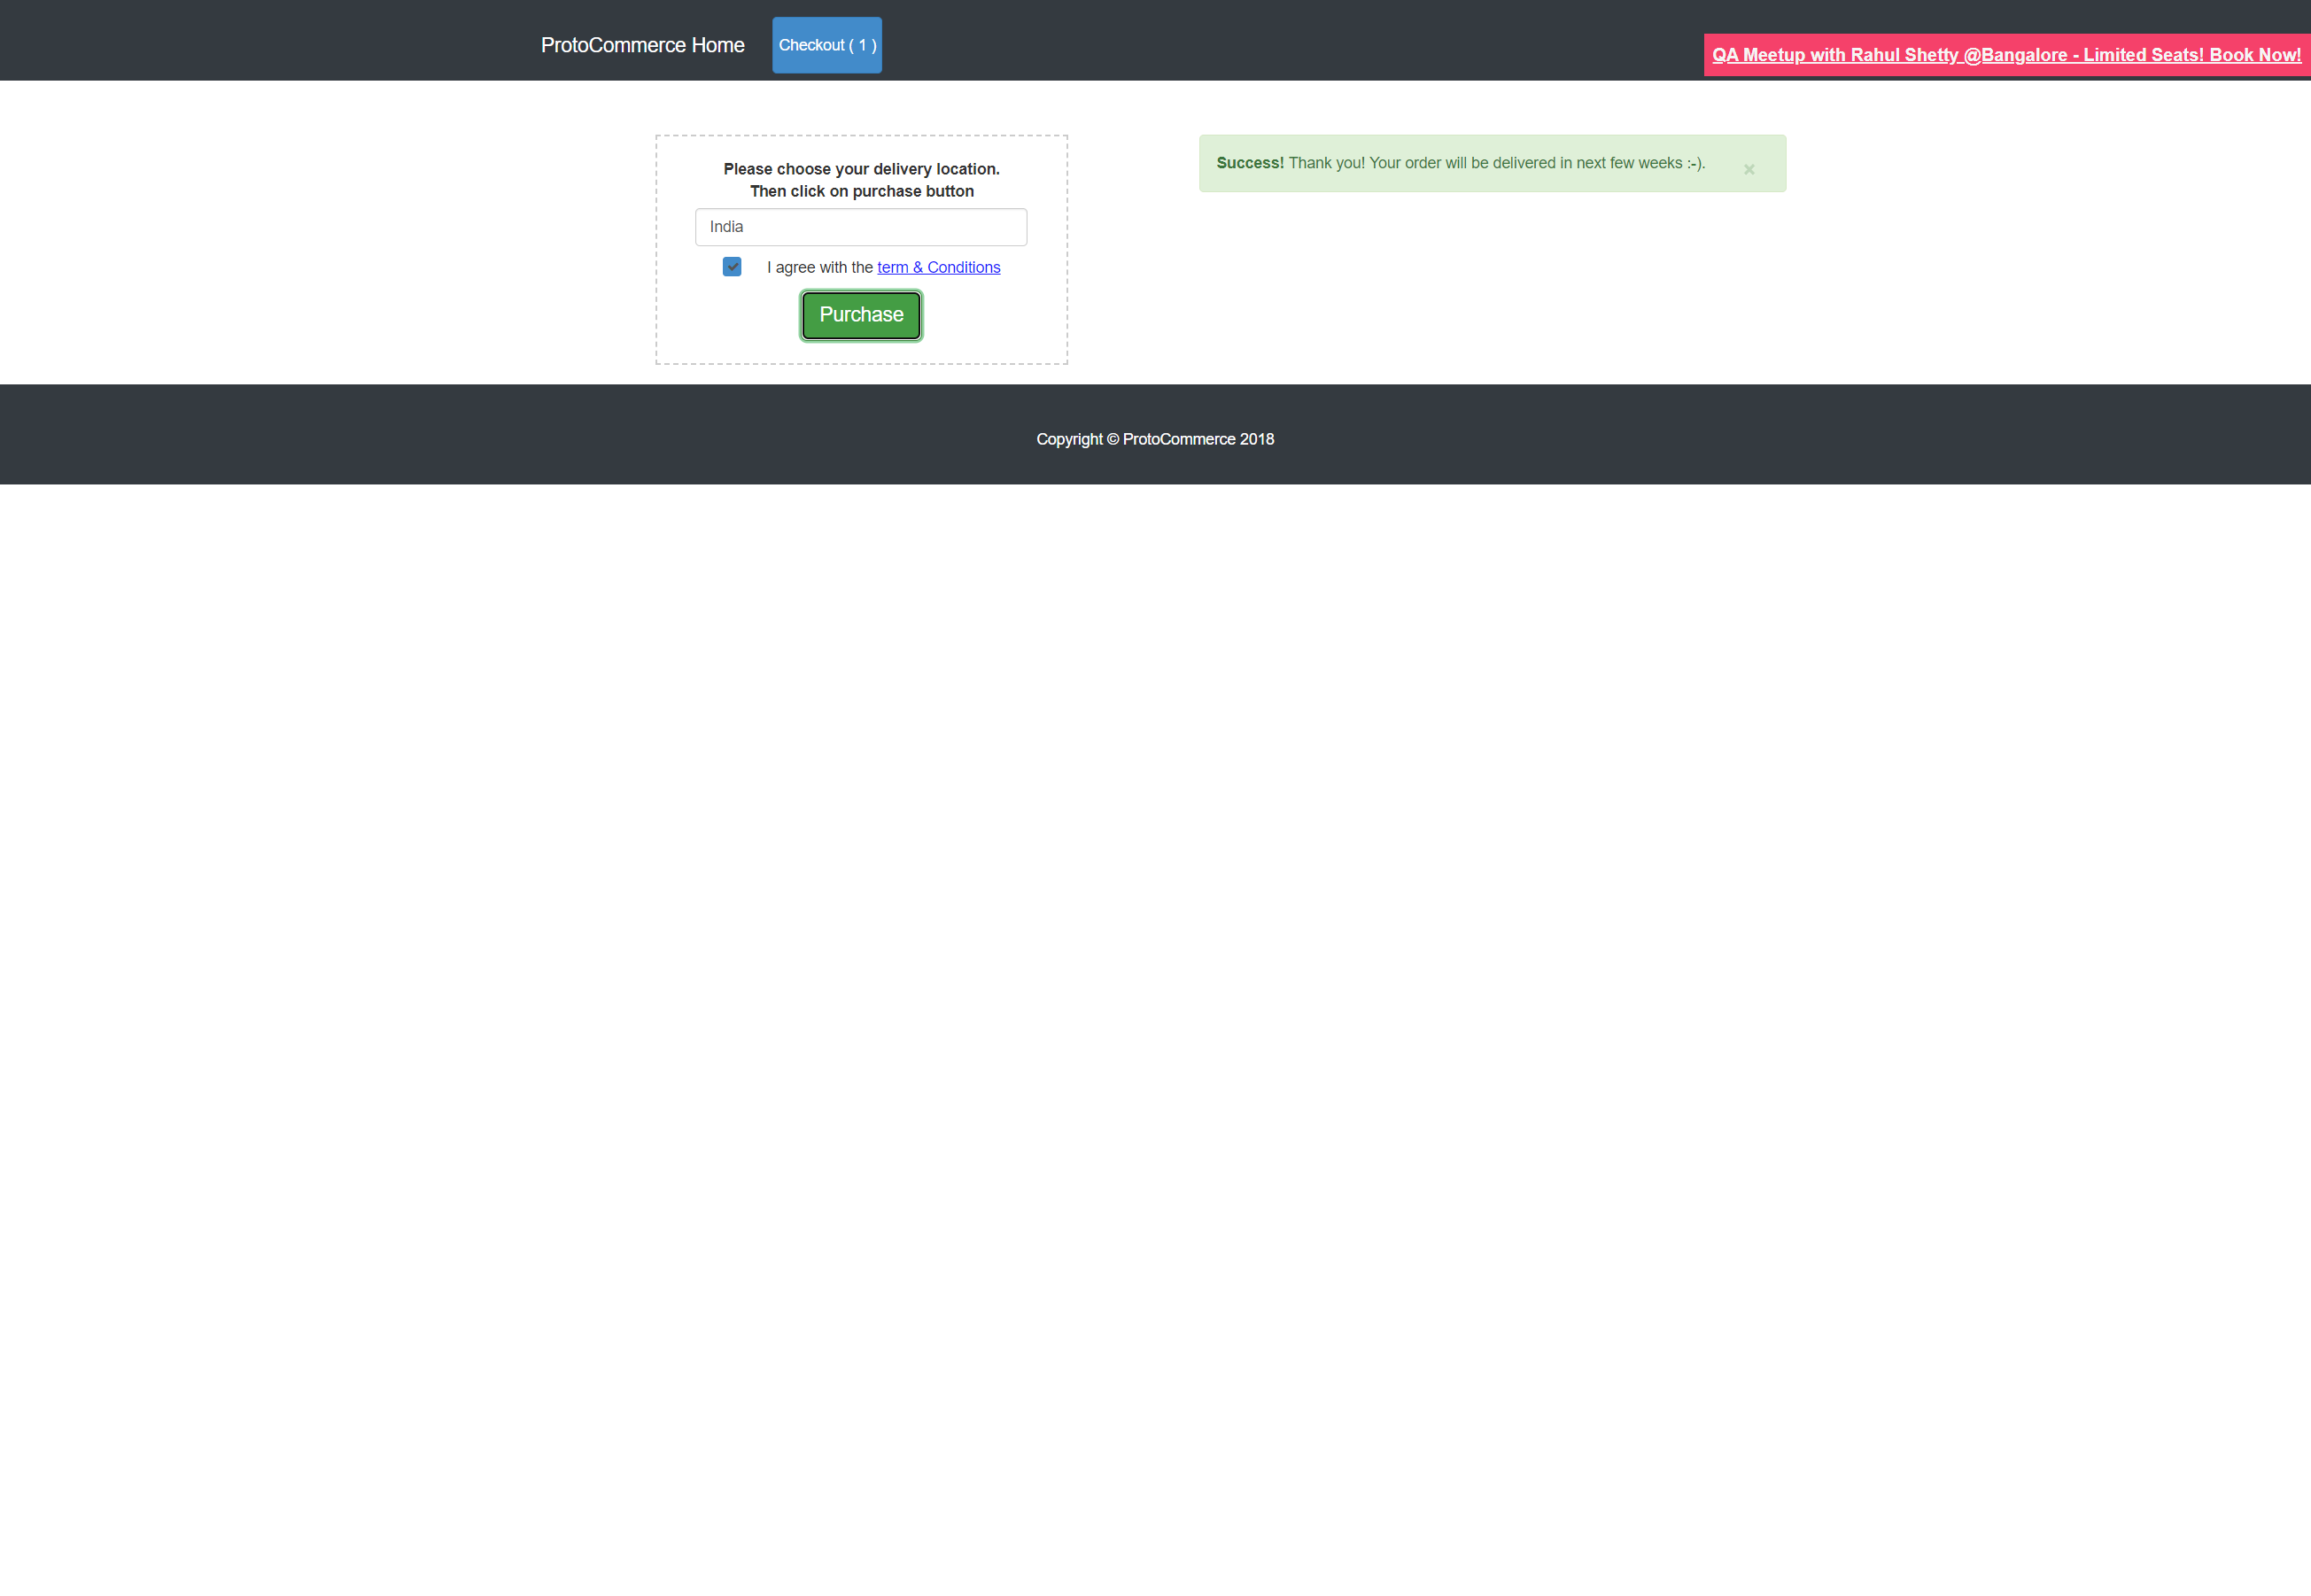 ProtoCommerce Home
Checkout ( 1 )
QA Meetup with Rahul Shetty @Bangalore - Limited Seats! Book Now!
Please choose your delivery location.
Then click on purchase button
India
I agree with the term & Conditions
Purchase
Success! Thank you! Your order will be delivered in next few weeks :-).
×
Copyright © ProtoCommerce 2018